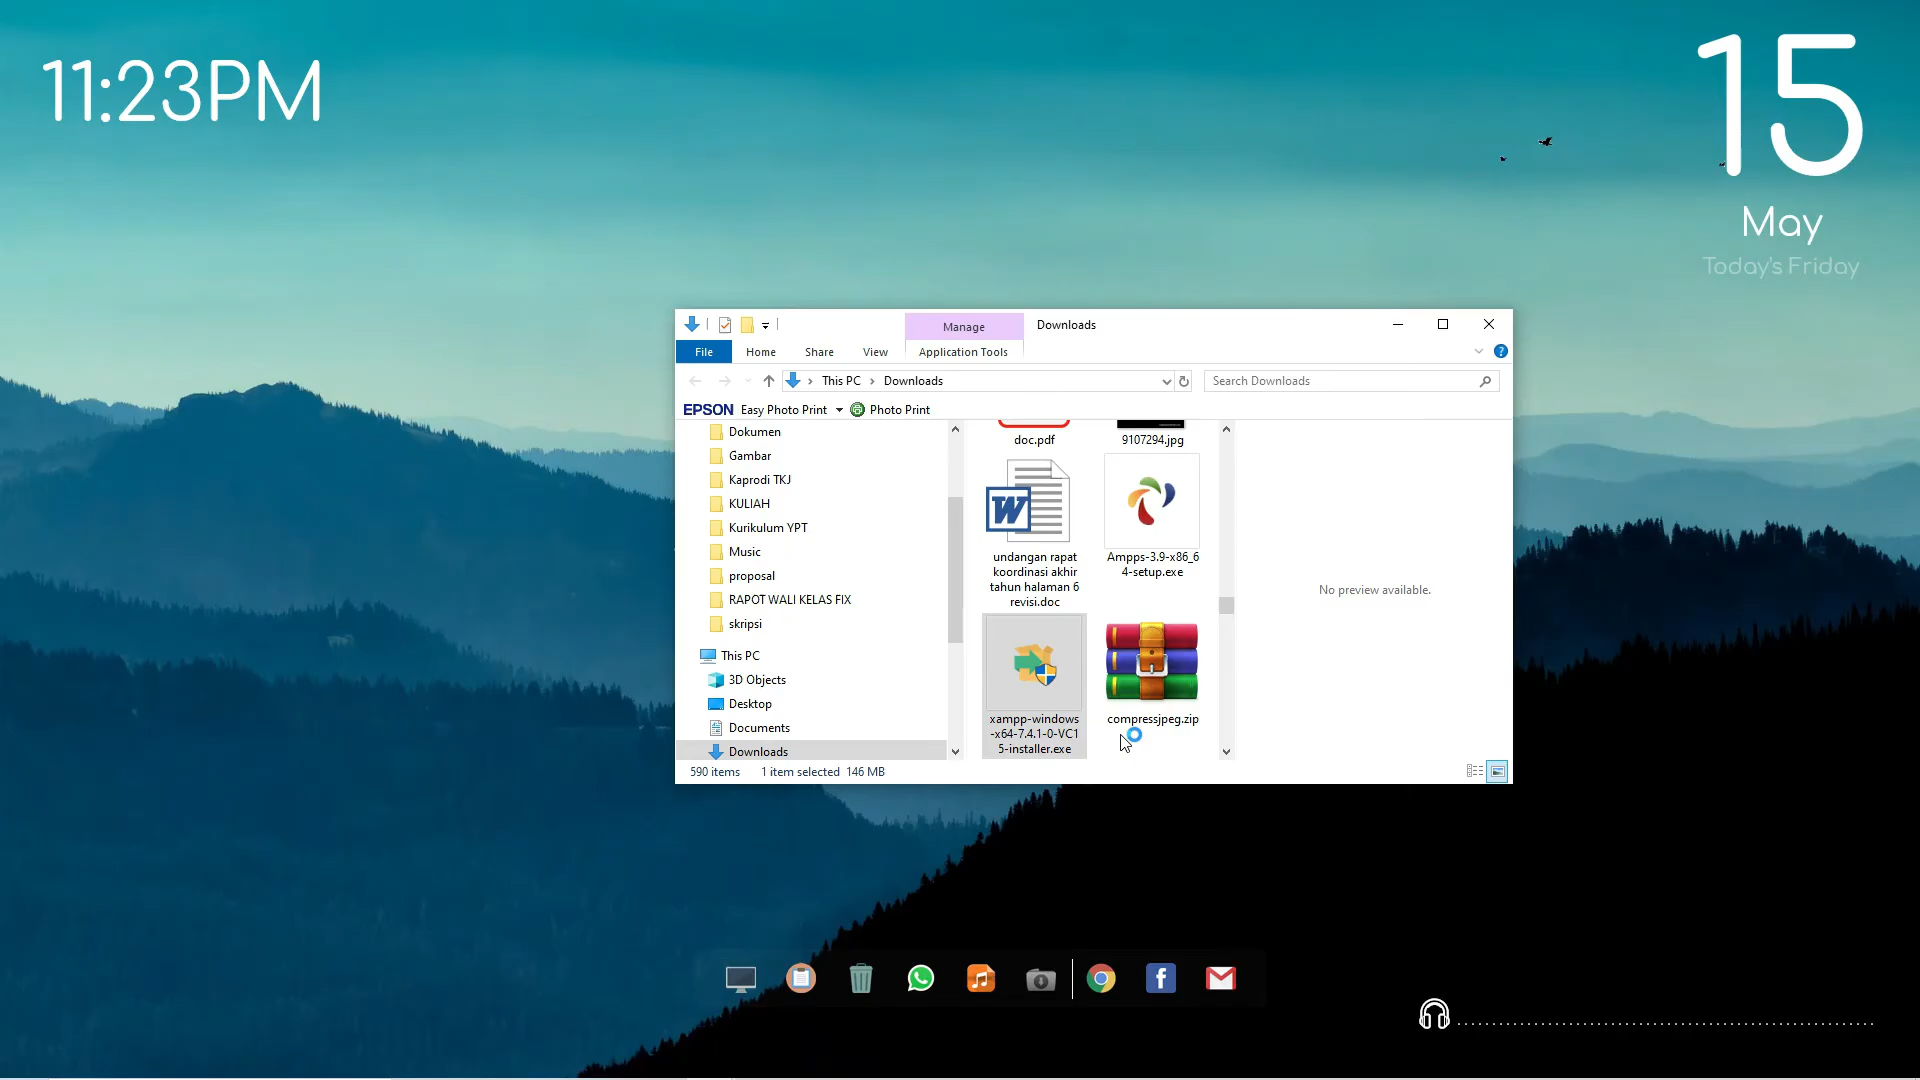 11:23PM
15
May
Today's Friday
Manage
Downloads
File
Home
Share
View
Application Tools
This PC
Downloads
Search Downloads
EPSON
Easy Photo Print
Photo Print
Dokumen
Gambar
Kaprodi TKJ
KULIAH
Kurikulum YPT
Music
proposal
RAPOT WALI KELAS FIX
skripsi
This PC
3D Objects
Desktop
Documents
Downloads
doc.pdf
9107294.jpg
W
undangan rapat
koordinasi akhir
tahun halaman 6
revisi.doc
Ampps-3.9-x86_6
4-setup.exe
xampp-windows
-x64-7.4.1-0-VC1
5-installer.exe
compressjpeg.zip
No preview available.
590 items
1 item selected 146 MB